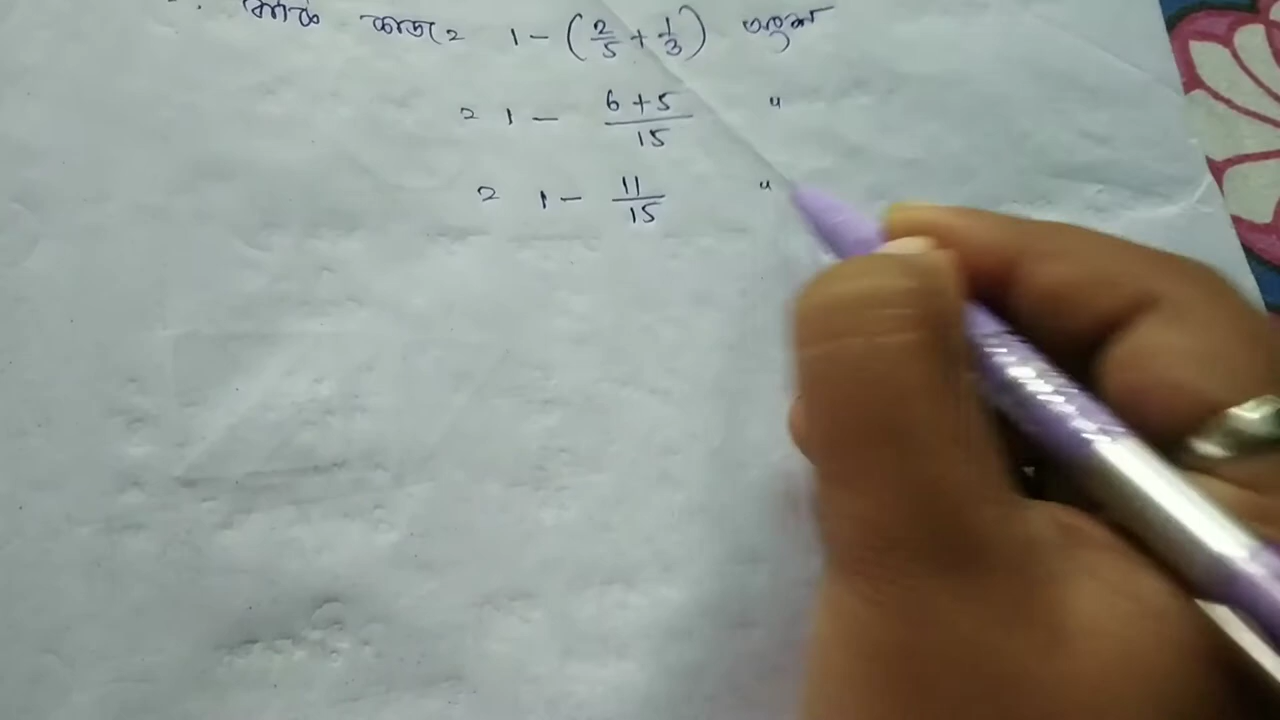 বাকি কাজ = 1 - (2/5 + 1/3) অংশ
= 1 - 6+5/15 "
= 1 - 11/15 "